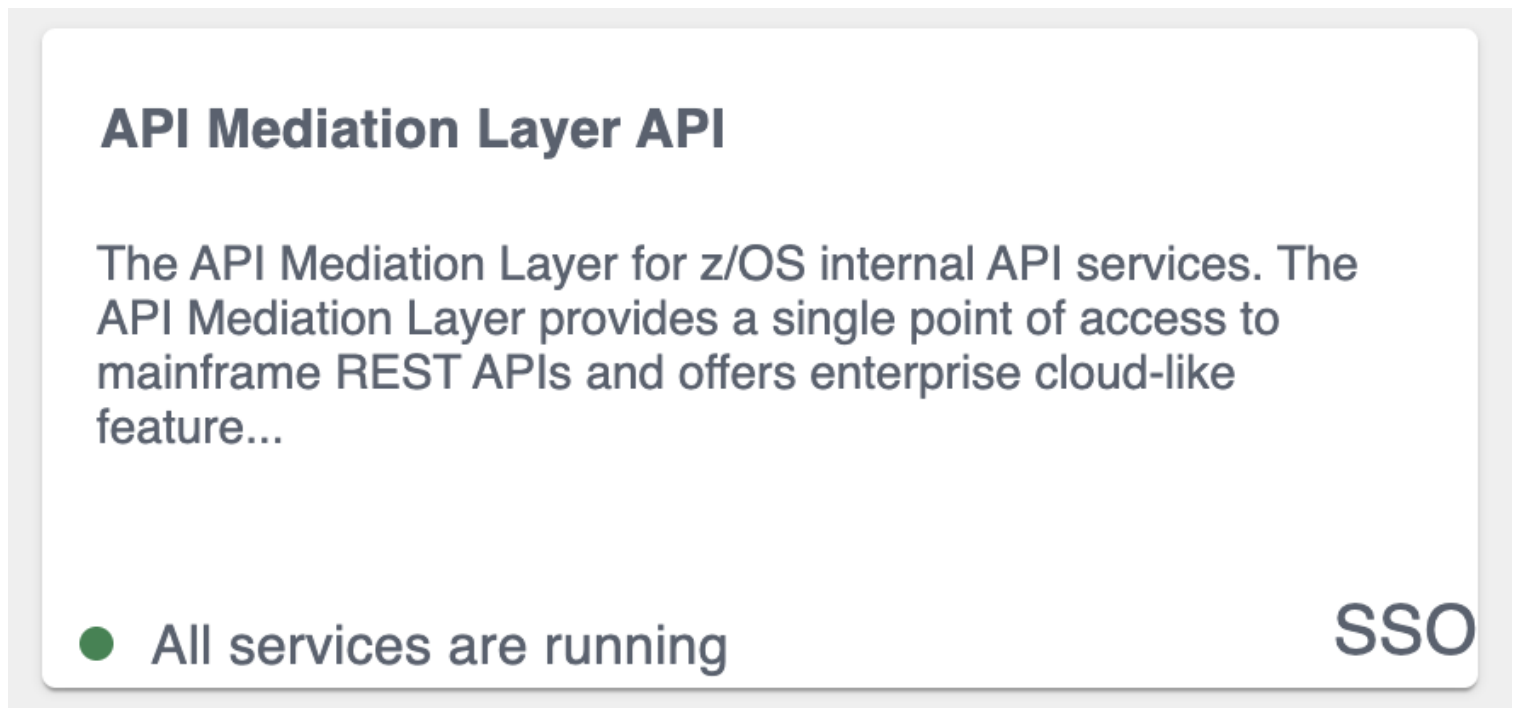 API Mediation Layer API
The API Mediation Layer for z/OS internal API services. The
API Mediation Layer provides a single point of access to
mainframe REST APIs and offers enterprise cloud-like
feature...
All services are running
SSO